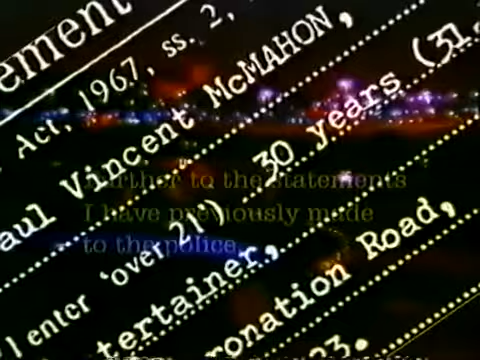 ement
Act, 1967, ss. 2,
aul Vincent McMAHON,
l enter 'over 21') ... 30 years (31.
tertainer,
ronation Road,
23.
further to the statements
I have previously made
to the police.